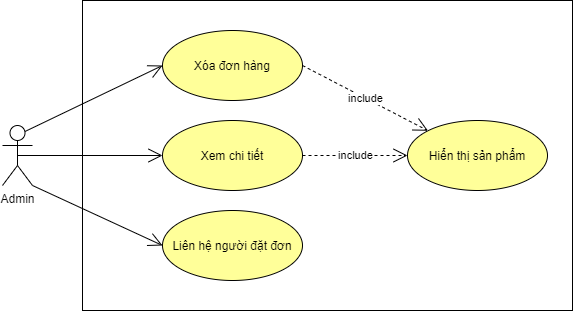 Xóa đơn hàng
include
Xem chi tiết
include
Hiển thị sản phẩm
Admin
Liên hệ người đặt đơn